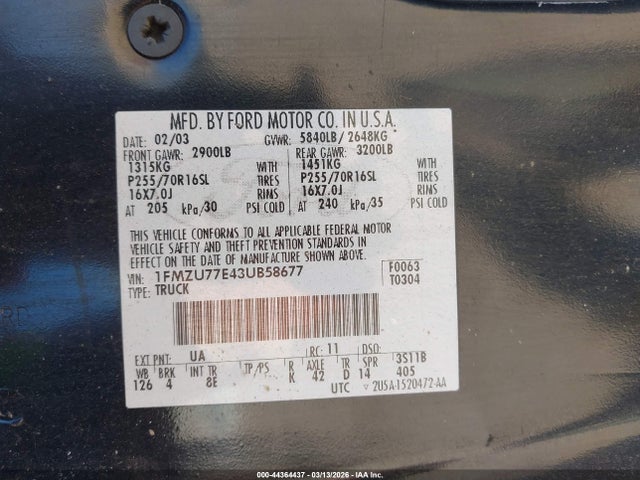 MFD. BY FORD MOTOR CO. IN U.S.A.
DATE: 02/03 GVWR: 5840LB/ 2648KG
FRONT GAWR: 2900LB REAR GAWR: 3200LB
1315KG WITH 1451KG WITH
P255/70R16SL TIRES P255/70R16SL TIRES
16X7.0J RIMS 16X7.0J RIMS
AT 205 kPa/30 PSI COLD AT 240 kPa/35 PSI COLD
THIS VEHICLE CONFORMS TO ALL APPLICABLE FEDERAL MOTOR
VEHICLE SAFETY AND THEFT PREVENTION STANDARDS IN
EFFECT ON THE DATE OF MANUFACTURE SHOWN ABOVE.
VIN: 1FMZU77E43UB58677 F0063
TYPE: TRUCK T0304
EXT PNT: UA RC: 11 DSO:
WB BRK INT TR TP/PS R AXLE TR SPR 3S11B
126 4 8E K 42 D 14 405
UTC 2U5A-1520472-AA
000-44364437 - 03/13/2026 - IAA Inc.